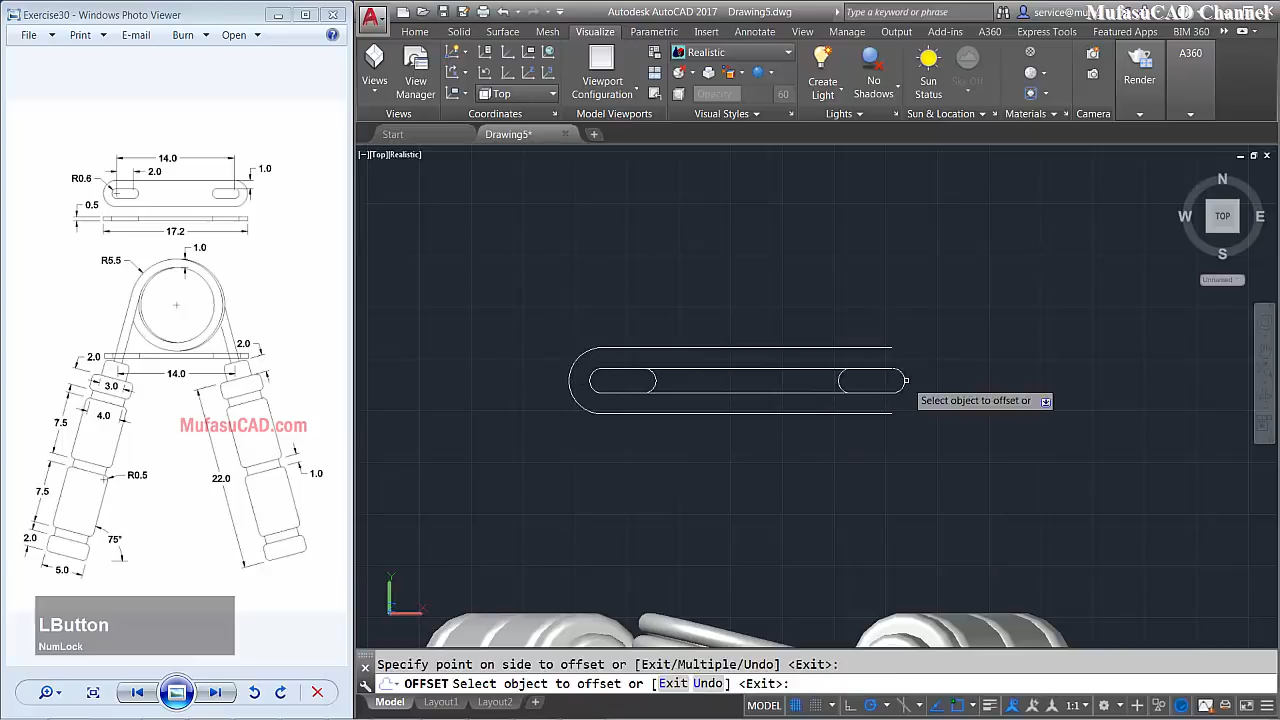 Exercise30 - Windows Photo Viewer
File Print E-mail Burn Open
14.0
2.0
1.0
R0.6
0.5
17.2
1.0
R5.5
2.0
2.0
14.0
3.0
4.0
7.5
MufasuCAD.com
R0.5
1.0
22.0
7.5
2.0
75°
5.0
LButton
NumLock
Autodesk AutoCAD 2017 Drawing5.dwg
Type a keyword or phrase
MufasuCAD Channel
Home Solid Surface Mesh Visualize Parametric Insert Annotate View Manage Output Add-ins A360 Express Tools Featured Apps BIM 360
Views
View
Manager
Views
Top
Coordinates
Viewport
Configuration
Model Viewports
Realistic
Opacity 60
Visual Styles
Create
Light
No
Shadows
Lights
Sun
Status
Sky Off
Sun & Location
Materials
Camera
Render
A360
Start Drawing5*
[−][Top][Realistic]
N
W TOP E
S
Unnamed
Select object to offset or
Y
X
Specify point on side to offset or [Exit/Multiple/Undo] <Exit>:
OFFSET Select object to offset or [Exit Undo] <Exit>:
Model Layout1 Layout2 +
MODEL
1:1